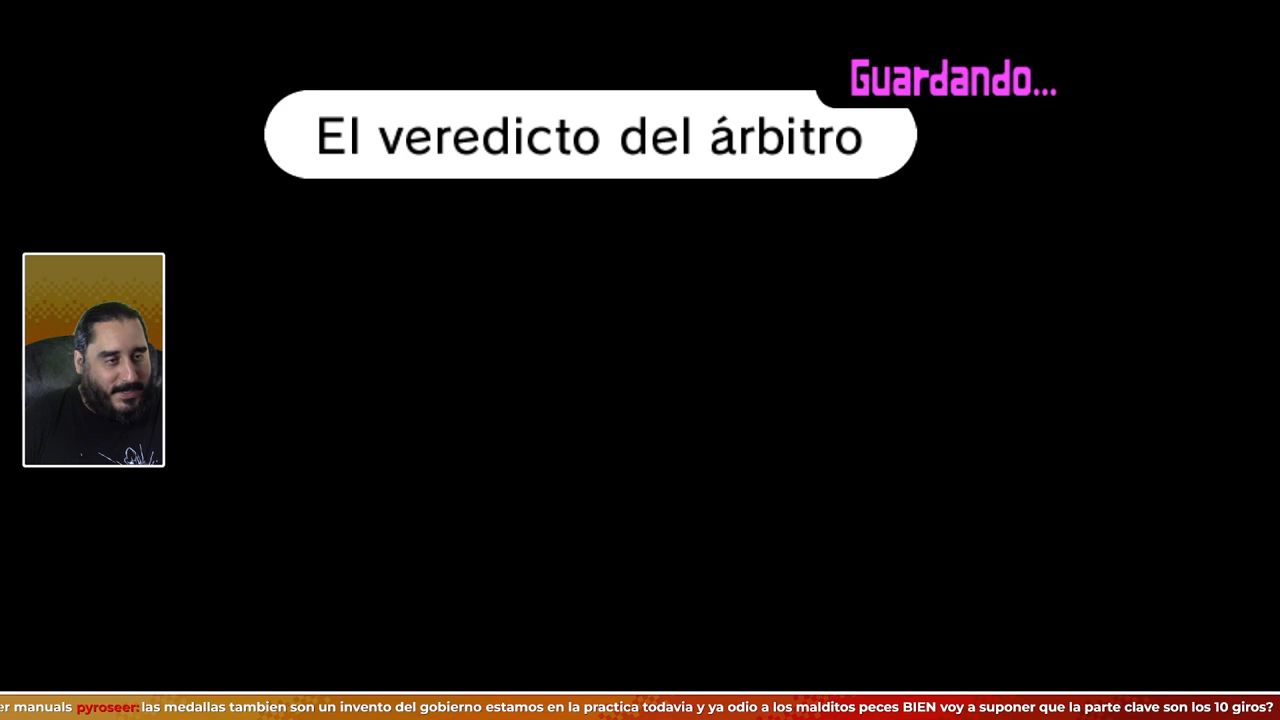 Guardando...
El veredicto del árbitro
er manuals pyroseer: las medallas tambien son un invento del gobierno estamos en la practica todavia y ya odio a los malditos peces BIEN voy a suponer que la parte clave son los 10 giros?